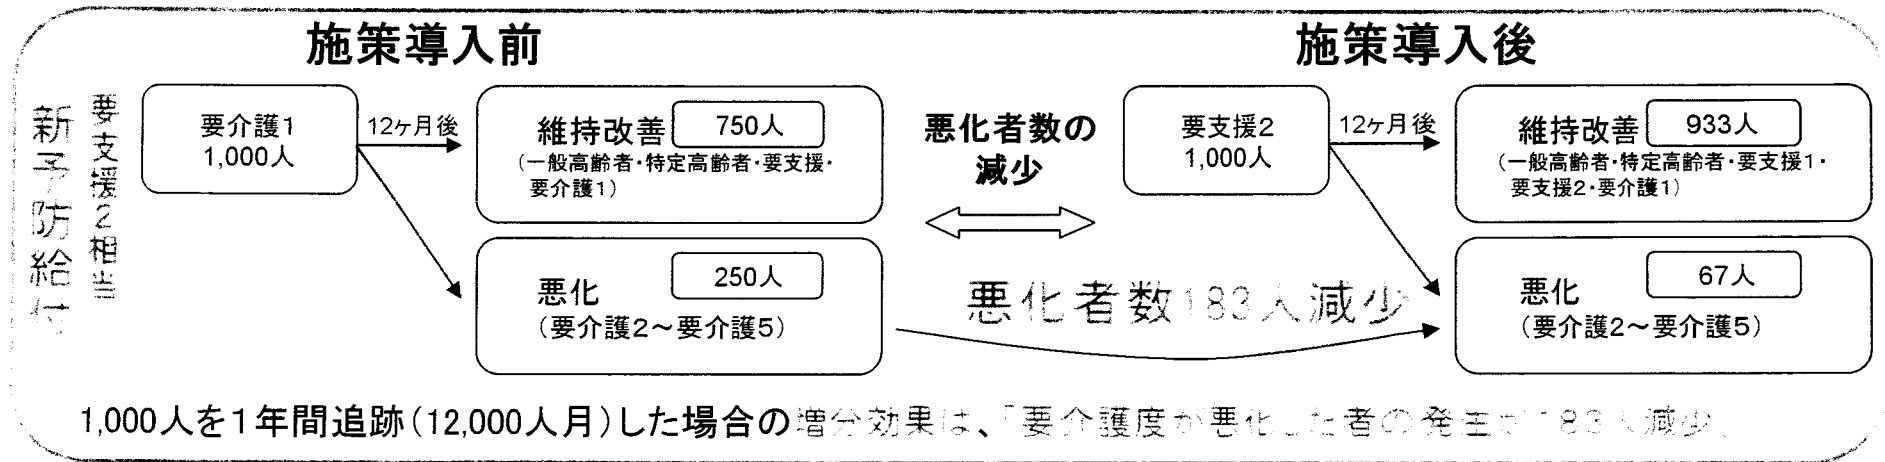 施策導入前
施策導入後
新予防給付
要支援2相当
要介護1
1,000人
12ヶ月後
維持改善 750人
(一般高齢者・特定高齢者・要支援・
要介護1)
悪化 250人
(要介護2～要介護5)
悪化者数の
減少
悪化者数183人減少
要支援2
1,000人
12ヶ月後
維持改善 933人
(一般高齢者・特定高齢者・要支援1・
要支援2・要介護1)
悪化 67人
(要介護2～要介護5)
1,000人を1年間追跡(12,000人月)した場合の増分効果は、「要介護度が悪化した者の発生が183人減少」